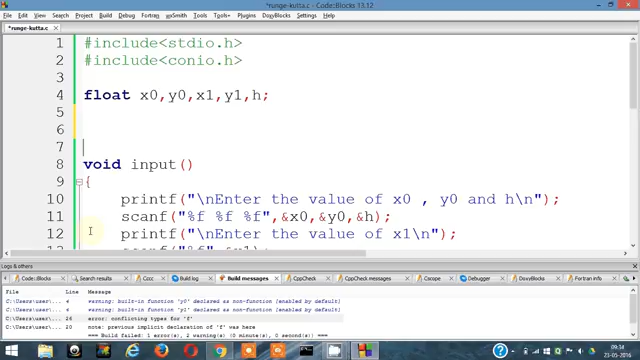 *runge-kutta.c - Code::Blocks 13.12
File Edit View Search Project Build Debug Fortran wxSmith Tools Tools+ Plugins DoxyBlocks Settings Help
*runge-kutta.c
1 #include<stdio.h>
2 #include<conio.h>
3
4 float x0,y0,x1,y1,h;
5
6
7
8 void input()
9 {
10 printf("\nEnter the value of x0 , y0 and h\n");
11 scanf("%f %f %f",&x0,&y0,&h);
12 printf("\nEnter the value of x1\n");
Logs & others
Code::Blocks Search results Cccc Build log Build messages CppCheck CppCheck messages Cscope Debugger DoxyBlocks Fortran info
File Line Message
C:\Users\user... 4 warning: built-in function 'y0' declared as non-function [enabled by default]
C:\Users\user... 4 warning: built-in function 'y1' declared as non-function [enabled by default]
C:\Users\user... 26 error: conflicting types for 'f'
C:\Users\user... 20 note: previous implicit declaration of 'f' was here
=== Build failed: 1 error(s), 2 warning(s) (0 minute(s), 0 second(s)) ===
09:34
23-05-2016